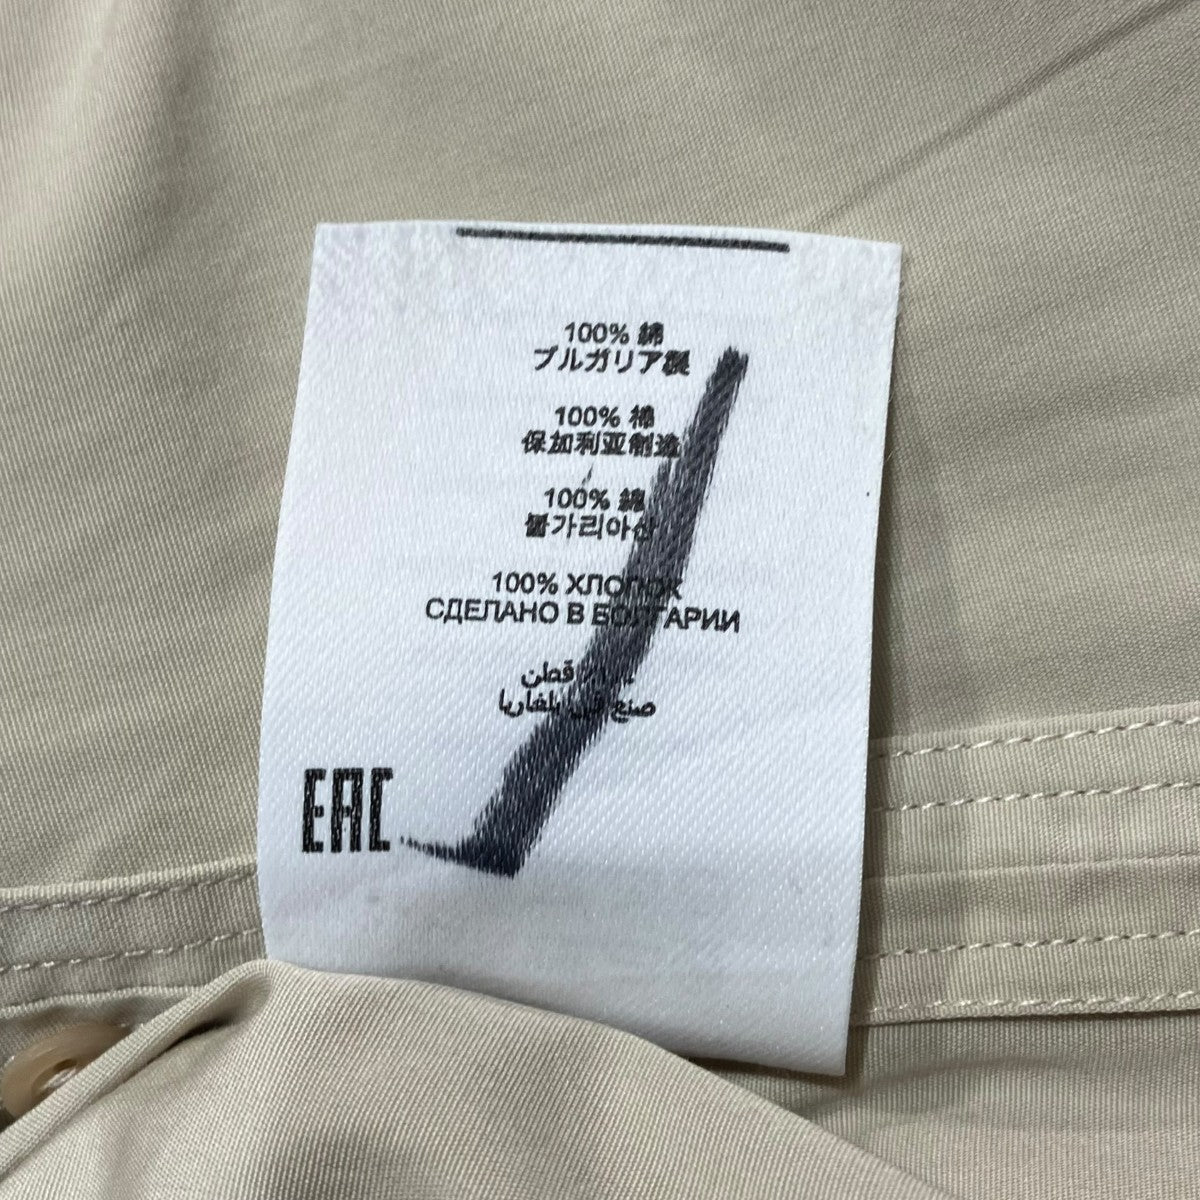 100% 綿
ブルガリア製
100% 棉
保加利亚創造
100% 綿
불가리아산
100% ХЛОПОК
СДЕЛАНО В БОЛГАРИИ
قطن
صنع في بلغاريا
EAC